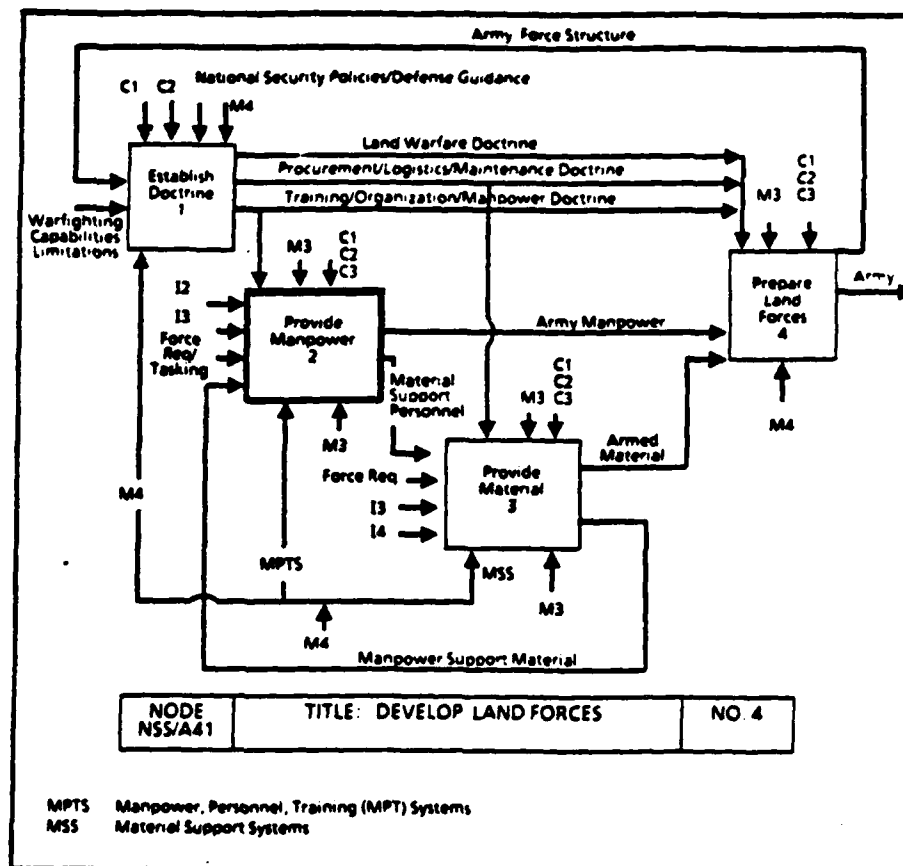 Army Force Structure
National Security Policies/Defense Guidance
C1
C2
M4
Land Warfare Doctrine
Procurement/Logistics/Maintenance Doctrine
Training/Organization/Manpower Doctrine
Establish
Doctrine
1
Warfighting
Capabilities
Limitations
M3
C1
C2
C3
M3
C1
C2
C3
Prepare
Land
Forces
4
Army
I2
I3
Force
Req/
Tasking
Provide
Manpower
2
Army Manpower
Material
Support
Personnel
M3
C1
C2
C3
M3
M4
Armed
Material
Force Req
I3
I4
Provide
Material
3
M4
MPTS
MSS
M3
M4
Manpower Support Material
NODE
NSS/A41
TITLE: DEVELOP LAND FORCES
NO. 4
MPTS Manpower, Personnel, Training (MPT) Systems
MSS Material Support Systems